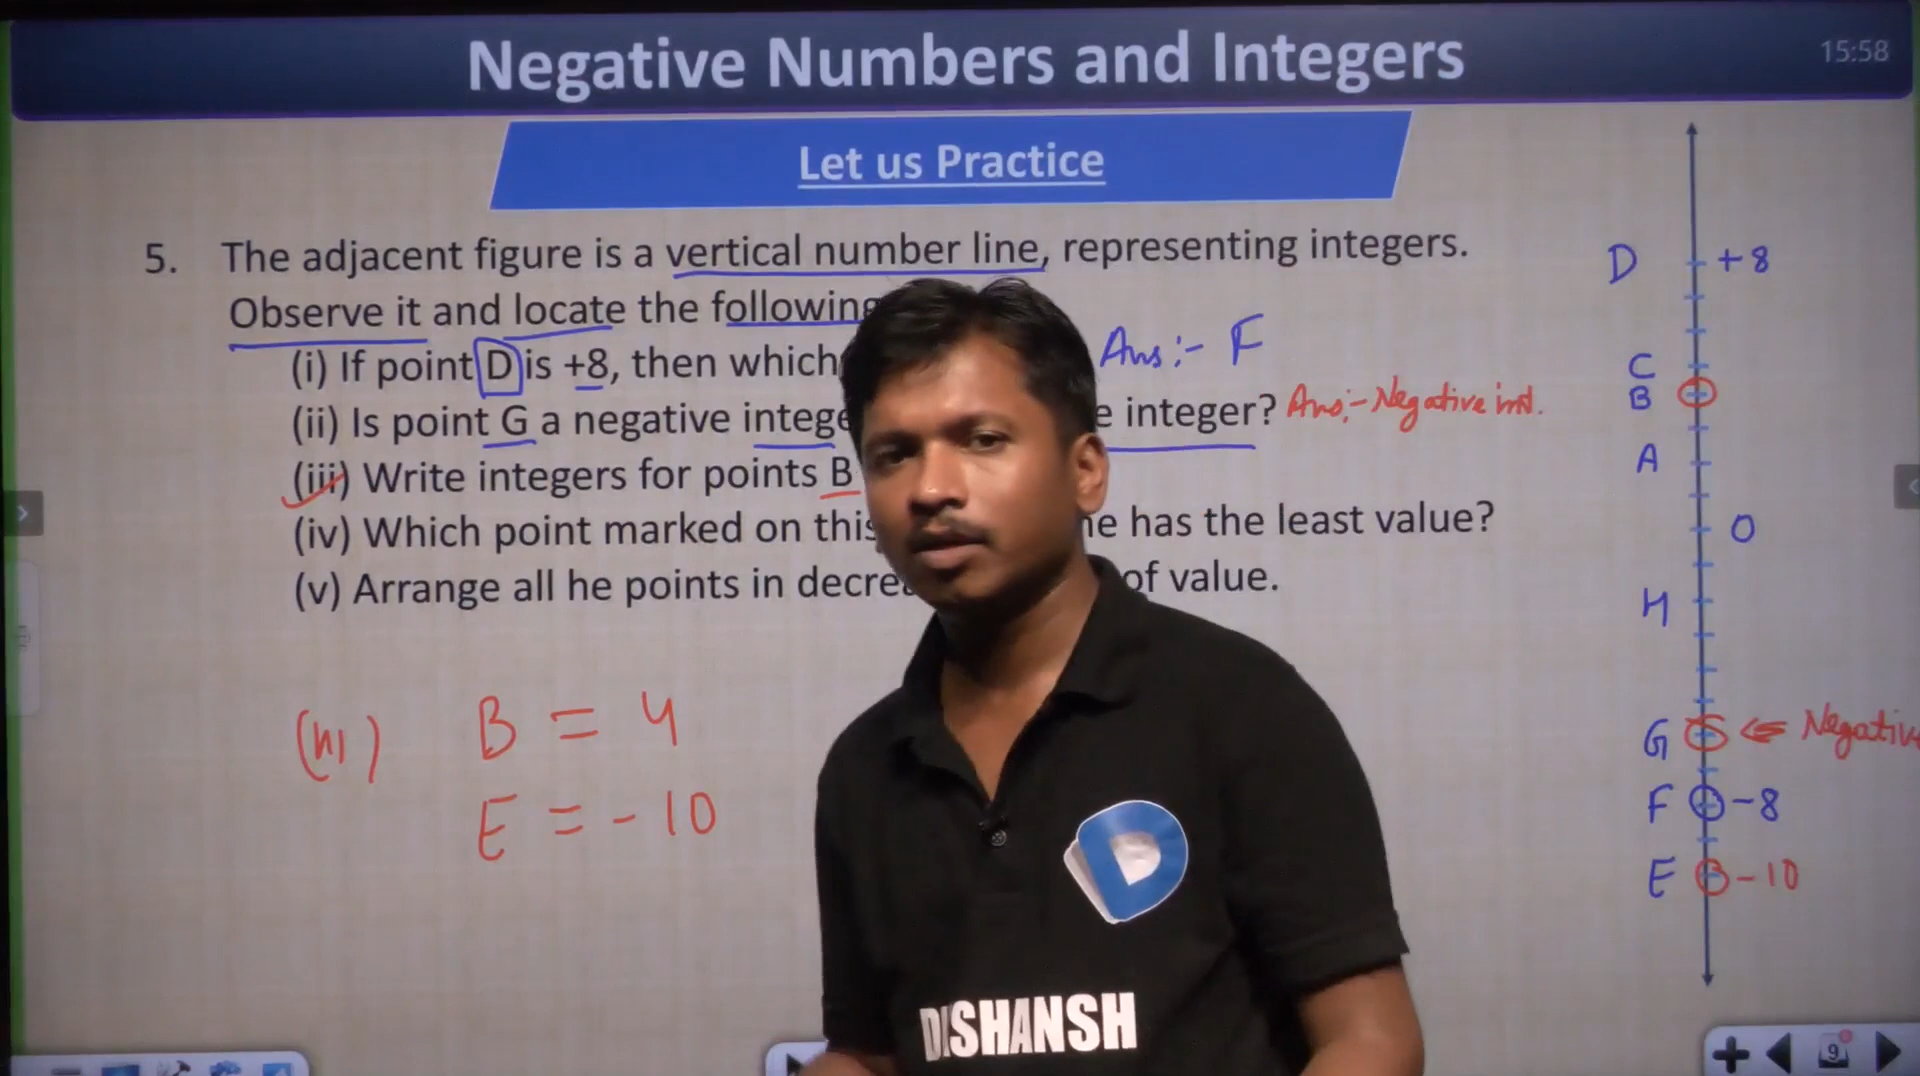 Negative Numbers and Integers
15:58
Let us Practice
5. The adjacent figure is a vertical number line, representing integers.
Observe it and locate the following
(i) If point D is +8, then which
Ans :- F
(ii) Is point G a negative intege
e integer?
Ans:- Negative int.
(iii) Write integers for points B
(iv) Which point marked on this
ne has the least value?
(v) Arrange all he points in decrea
of value.
(iii) B = 4
E = -10
D +8
C
B
A
O
H
G ⇐ Negative
F -8
E -10
D
DISHANSH
9